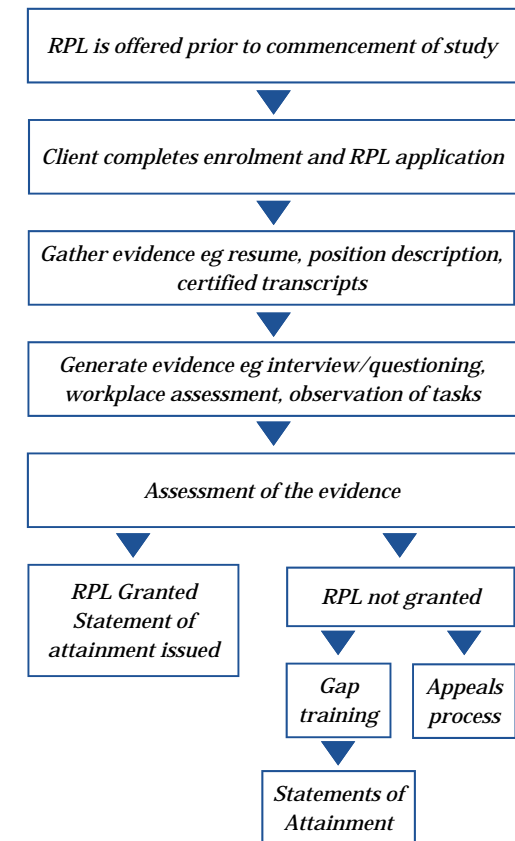 RPL is offered prior to commencement of study
Client completes enrolment and RPL application
Gather evidence eg resume, position description,
certified transcripts
Generate evidence eg interview/questioning,
workplace assessment, observation of tasks
Assessment of the evidence
RPL Granted
Statement of
attainment issued
RPL not granted
Gap
training
Appeals
process
Statements of
Attainment